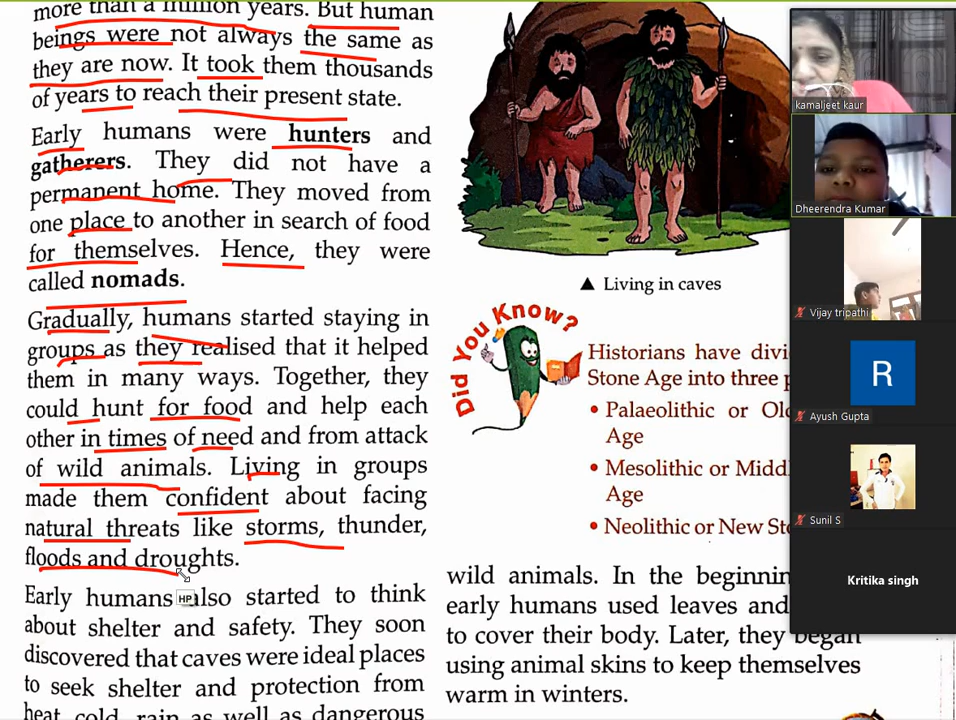 more than a million years. But human
beings were not always the same as
they are now. It took them thousands
of years to reach their present state.
Early humans were hunters and
gatherers. They did not have a
permanent home. They moved from
one place to another in search of food
for themselves. Hence, they were
called nomads.
Gradually, humans started staying in
groups as they realised that it helped
them in many ways. Together, they
could hunt for food and help each
other in times of need and from attack
of wild animals. Living in groups
made them confident about facing
natural threats like storms, thunder,
floods and droughts.
Early humans also started to think
about shelter and safety. They soon
discovered that caves were ideal places
to seek shelter and protection from
heat, cold, rain as well as dangerous
HP
▲ Living in caves
Did You Know?
Historians have divi
Stone Age into three p
• Palaeolithic or Ol
Age
• Mesolithic or Midd
Age
• Neolithic or New St
wild animals. In the beginnin
early humans used leaves and
to cover their body. Later, they began
using animal skins to keep themselves
warm in winters.
kamaljeet kaur
Dheerendra Kumar
Vijay tripathi
R
Ayush Gupta
Sunil S
Kritika singh